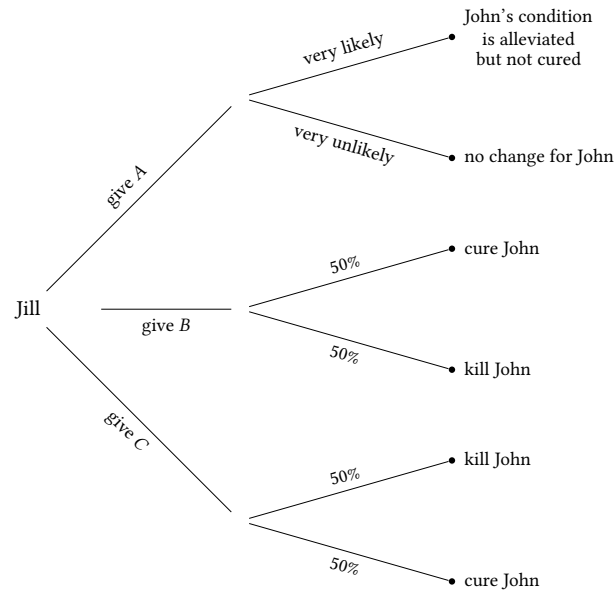 John’s condition
is alleviated
but not cured
very likely
very unlikely
no change for John
give A
50%
cure John
Jill
give B
50%
kill John
give C
50%
kill John
50%
cure John